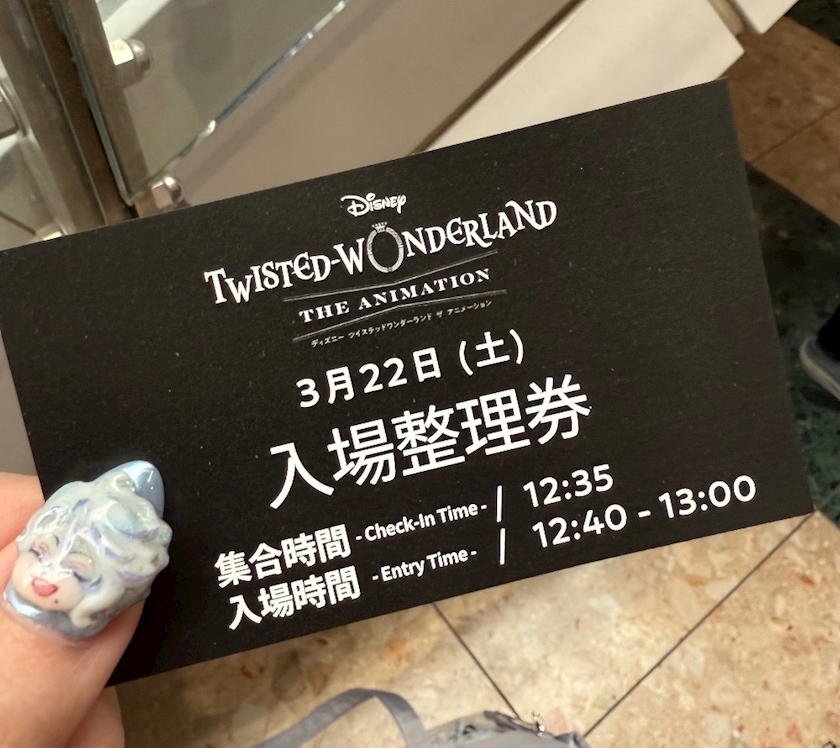 Disney
TWISTED-WONDERLAND
THE ANIMATION
ディズニー ツイステッドワンダーランド ザ アニメーション
3月22日（土）
入場整理券
集合時間 -Check-In Time- | 12:35
入場時間 -Entry Time- | 12:40 - 13:00